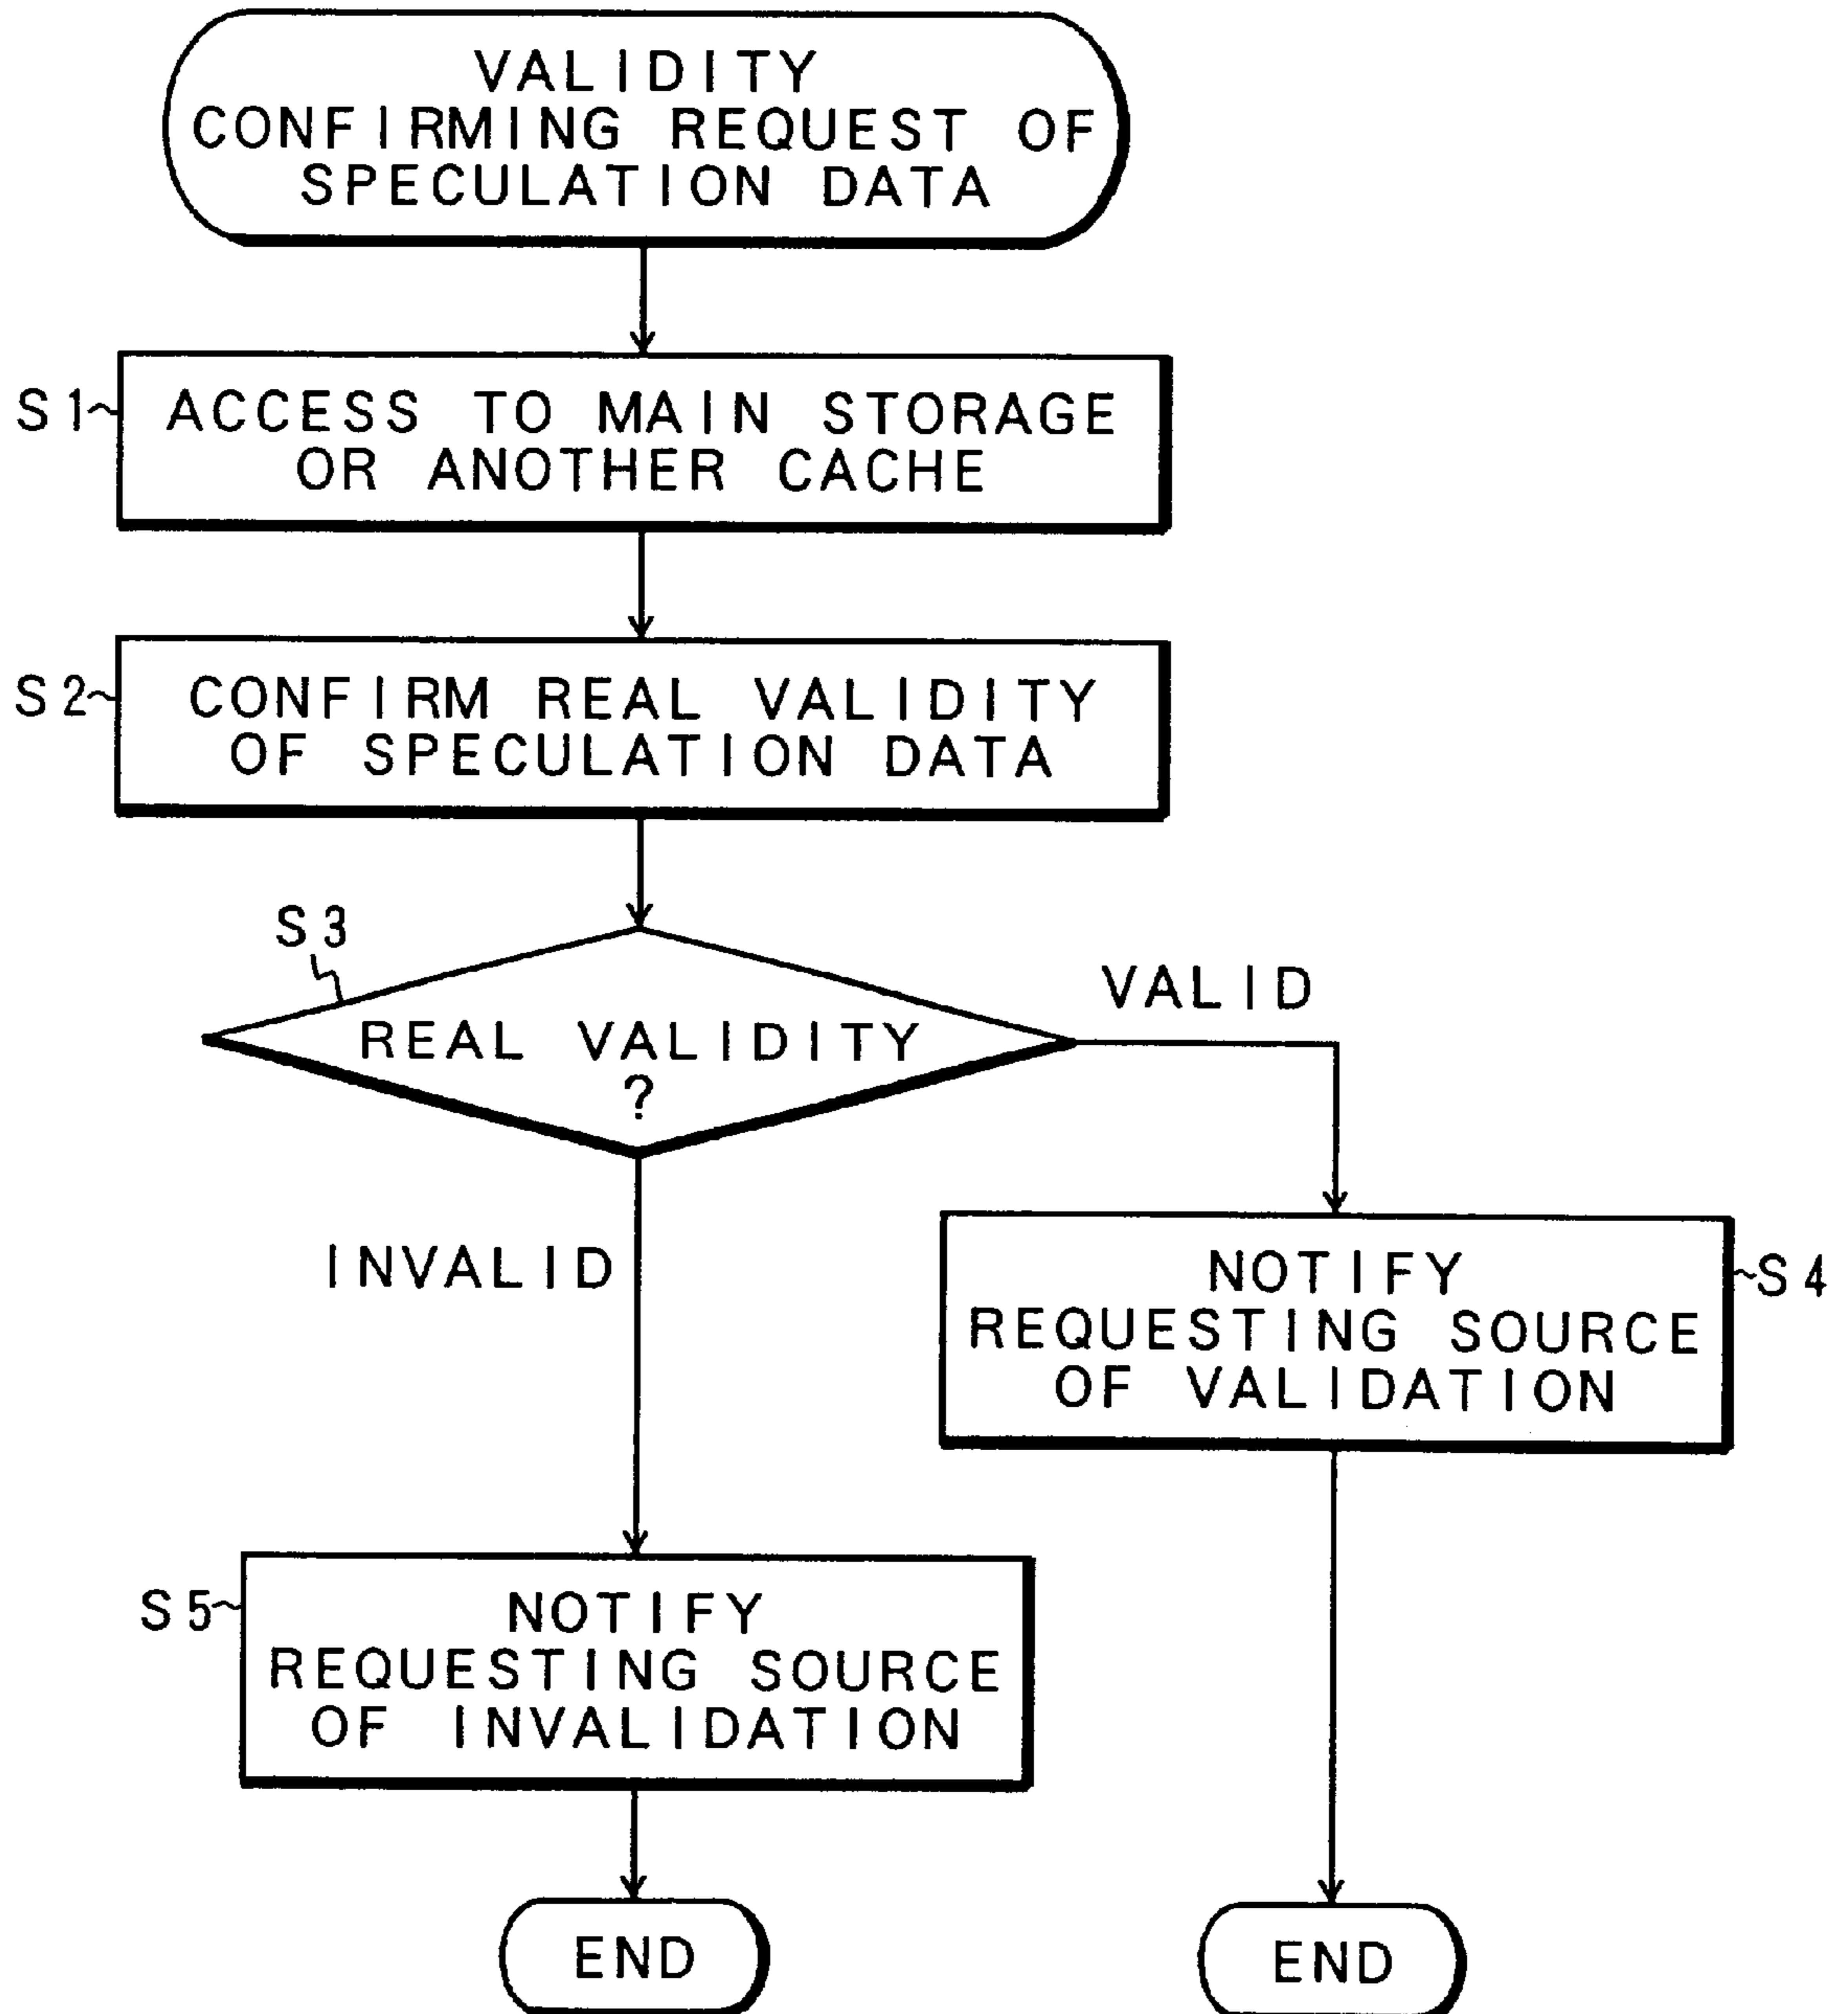 VALIDITY
CONFIRMING REQUEST OF
SPECULATION DATA
S1
ACCESS TO MAIN STORAGE
OR ANOTHER CACHE
S2
CONFIRM REAL VALIDITY
OF SPECULATION DATA
S3
REAL VALIDITY
?
VALID
INVALID
NOTIFY
REQUESTING SOURCE
OF VALIDATION
S4
S5
NOTIFY
REQUESTING SOURCE
OF INVALIDATION
END
END